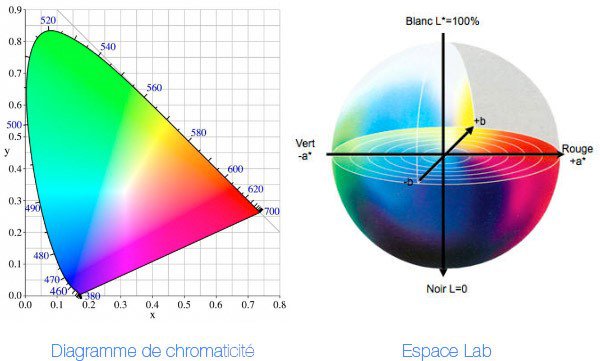 0.9
0.8
0.7
0.6
0.5
0.4
0.3
0.2
0.1
0.0
y
0.0 0.1 0.2 0.3 0.4 0.5 0.6 0.7 0.8
x
520
540
560
580
600
620
700
500
490
480
470
460
380
Diagramme de chromaticité
Blanc L*=100%
+b
Vert
-a*
Rouge
+a*
-b
Noir L=0
Espace Lab